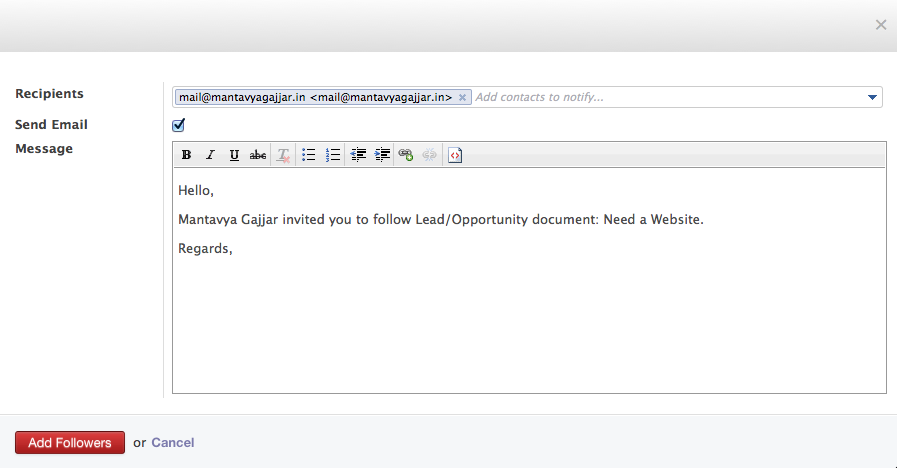 Recipients
mail@mantavyagajjar.in <mail@mantavyagajjar.in> Add contacts to notify...
Send Email
Message
B I U abc T
Hello,
Mantavya Gajjar invited you to follow Lead/Opportunity document: Need a Website.
Regards,
Add Followers or Cancel